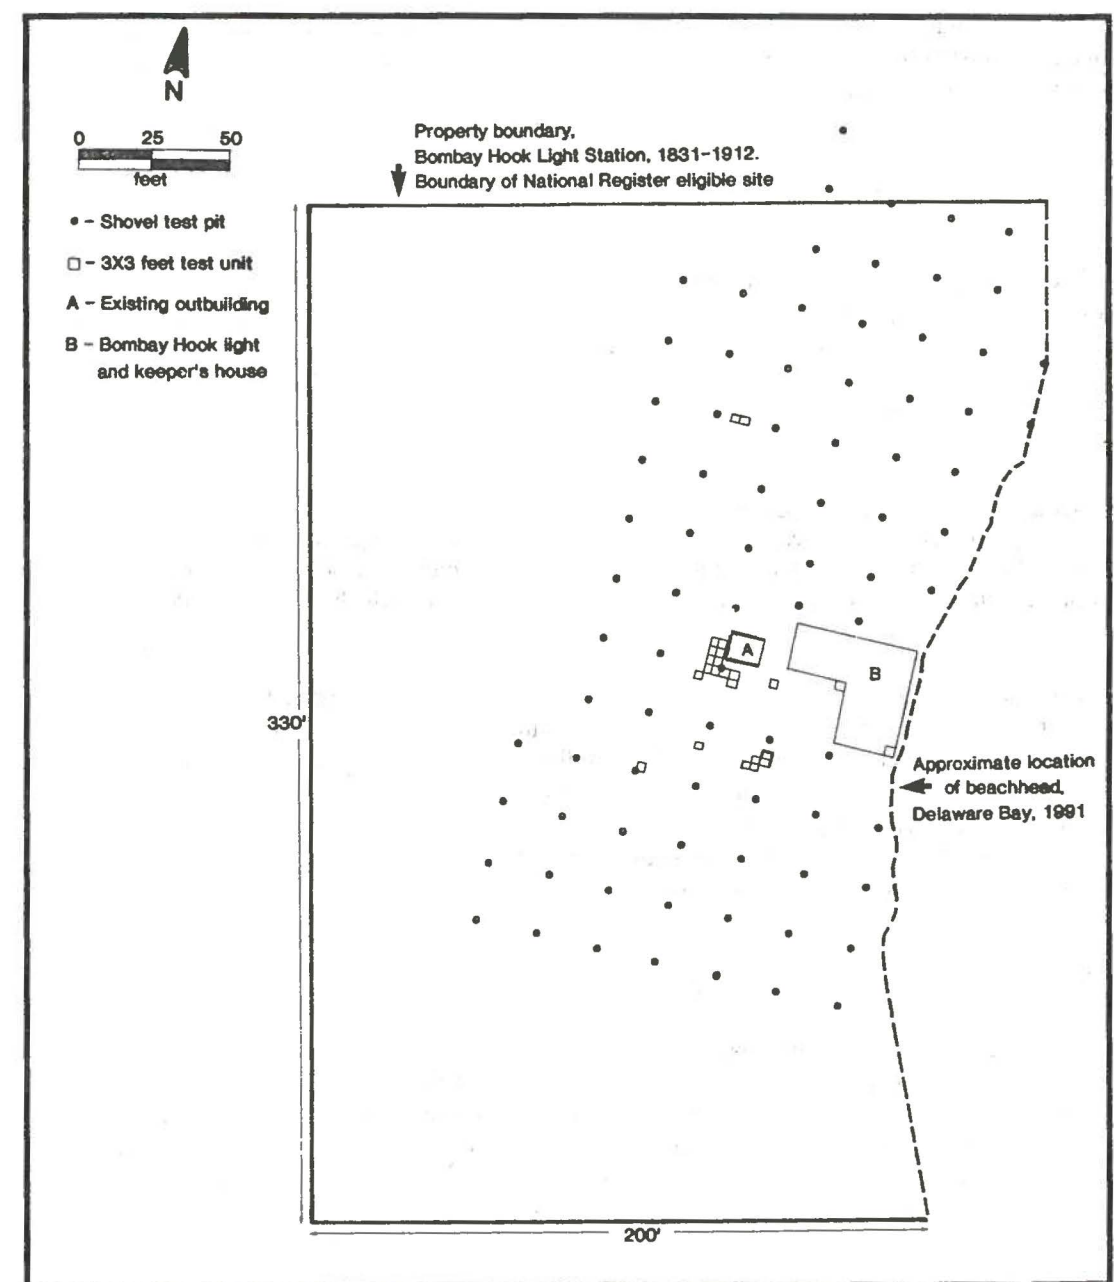 N
0 25 50
feet
Property boundary,
Bombay Hook Light Station, 1831-1912.
Boundary of National Register eligible site
• - Shovel test pit
□ - 3X3 feet test unit
A - Existing outbuilding
B - Bombay Hook light
and keeper's house
A
B
330'
Approximate location
of beachhead,
Delaware Bay, 1991
200'